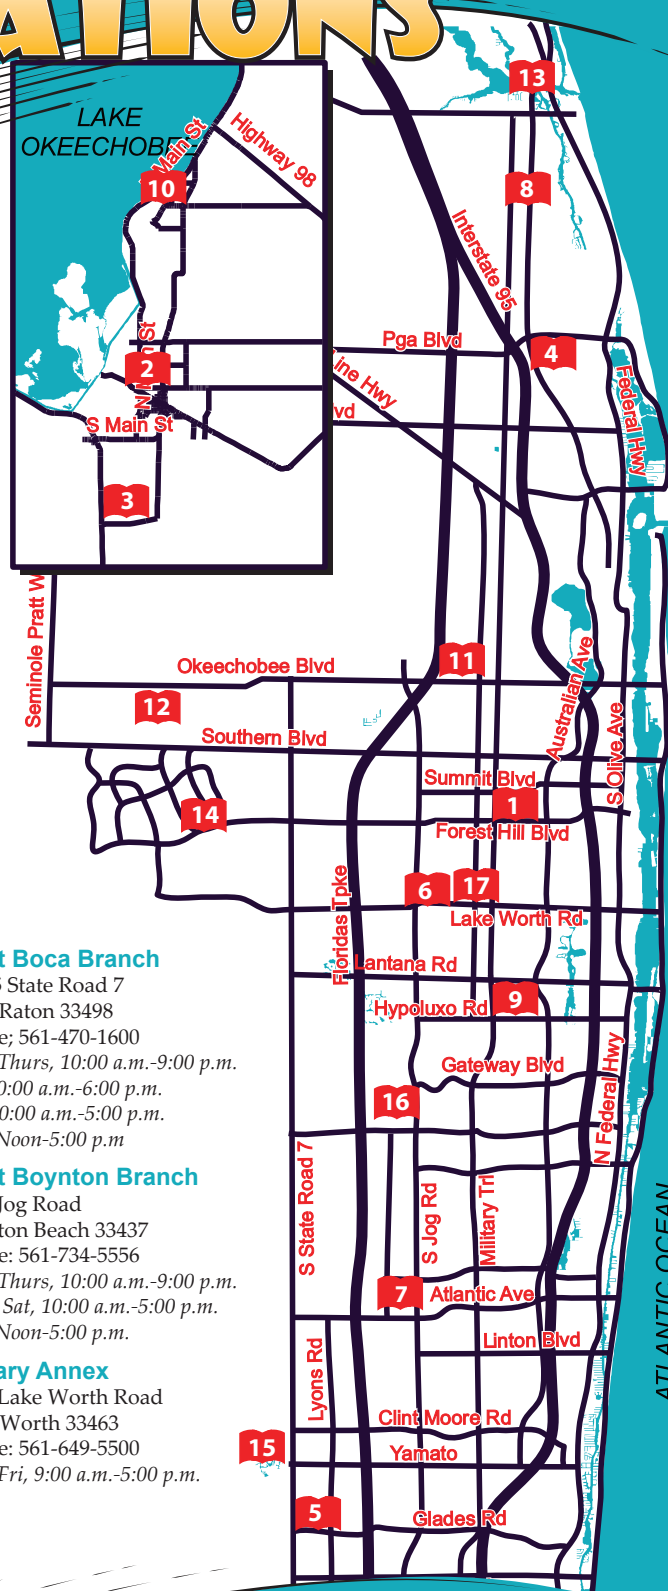 ATIONS
LAKE
OKEECHOBEE
Main St
Highway 98
10
13
8
Interstate 95
Pga Blvd
4
ine Hwy
vd
Federal Hwy
N Main St
2
S Main St
3
Seminole Pratt W
Okeechobee Blvd
11
12
Southern Blvd
Australian Ave
S Olive Ave
Summit Blvd
1
14
Forest Hill Blvd
6
17
Floridas Tpke
Lake Worth Rd
Lantana Rd
9
Hypoluxo Rd
Gateway Blvd
N Federal Hwy
16
S State Road 7
S Jog Rd
Military Trl
ATLANTIC OCEAN
7
Atlantic Ave
Linton Blvd
Lyons Rd
Clint Moore Rd
15
Yamato
5
Glades Rd
t Boca Branch
State Road 7
Raton 33498
e; 561-470-1600
Thurs, 10:00 a.m.-9:00 p.m.
0:00 a.m.-6:00 p.m.
0:00 a.m.-5:00 p.m.
Noon-5:00 p.m
t Boynton Branch
Jog Road
ton Beach 33437
e: 561-734-5556
Thurs, 10:00 a.m.-9:00 p.m.
Sat, 10:00 a.m.-5:00 p.m.
Noon-5:00 p.m.
ary Annex
Lake Worth Road
Worth 33463
e: 561-649-5500
Fri, 9:00 a.m.-5:00 p.m.